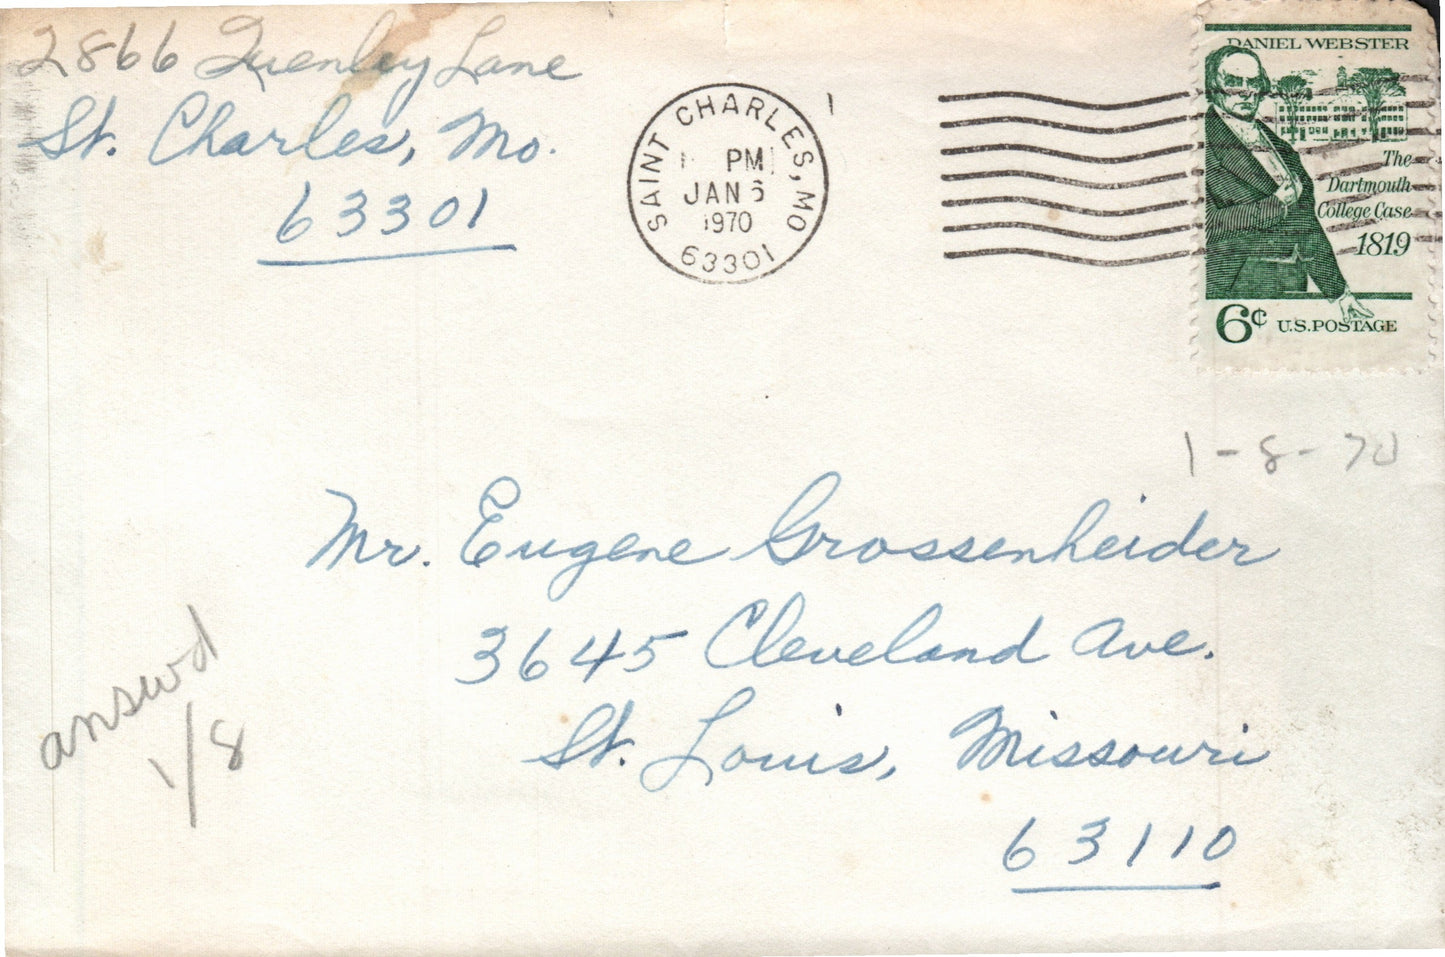 2866 Quenley Lane
St. Charles, Mo.
63301
SAINT CHARLES, MO
PM
JAN 6
1970
63301
DANIEL WEBSTER
The
Dartmouth
College Case
1819
6¢ U.S.POSTAGE
1-8-70
Mr. Eugene Grossenheider
3645 Cleveland Ave.
St. Louis, Missouri
63110
answd
1/8